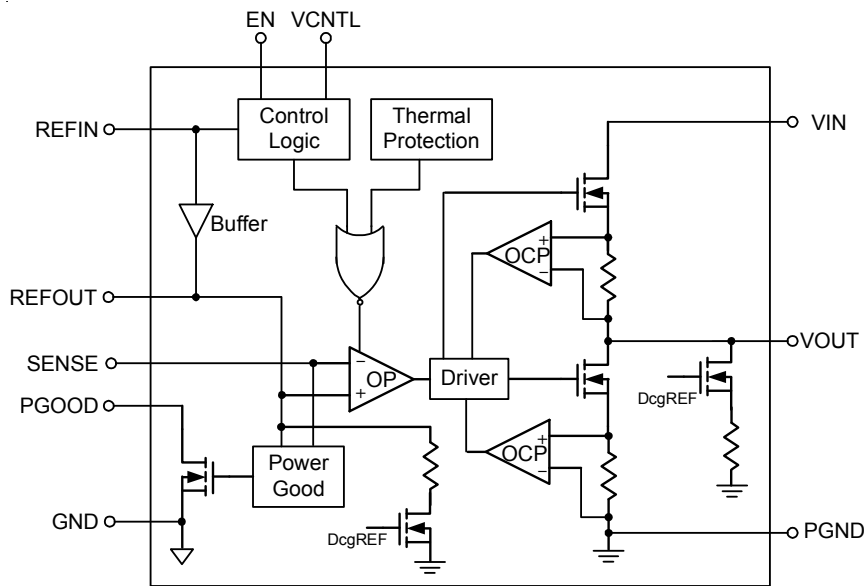 EN VCNTL
REFIN
Control
Logic
Thermal
Protection
VIN
Buffer
+
OCP
−
REFOUT
VOUT
SENSE
−
OP
+
Driver
DcgREF
PGOOD
+
OCP
−
Power
Good
GND
DcgREF
PGND